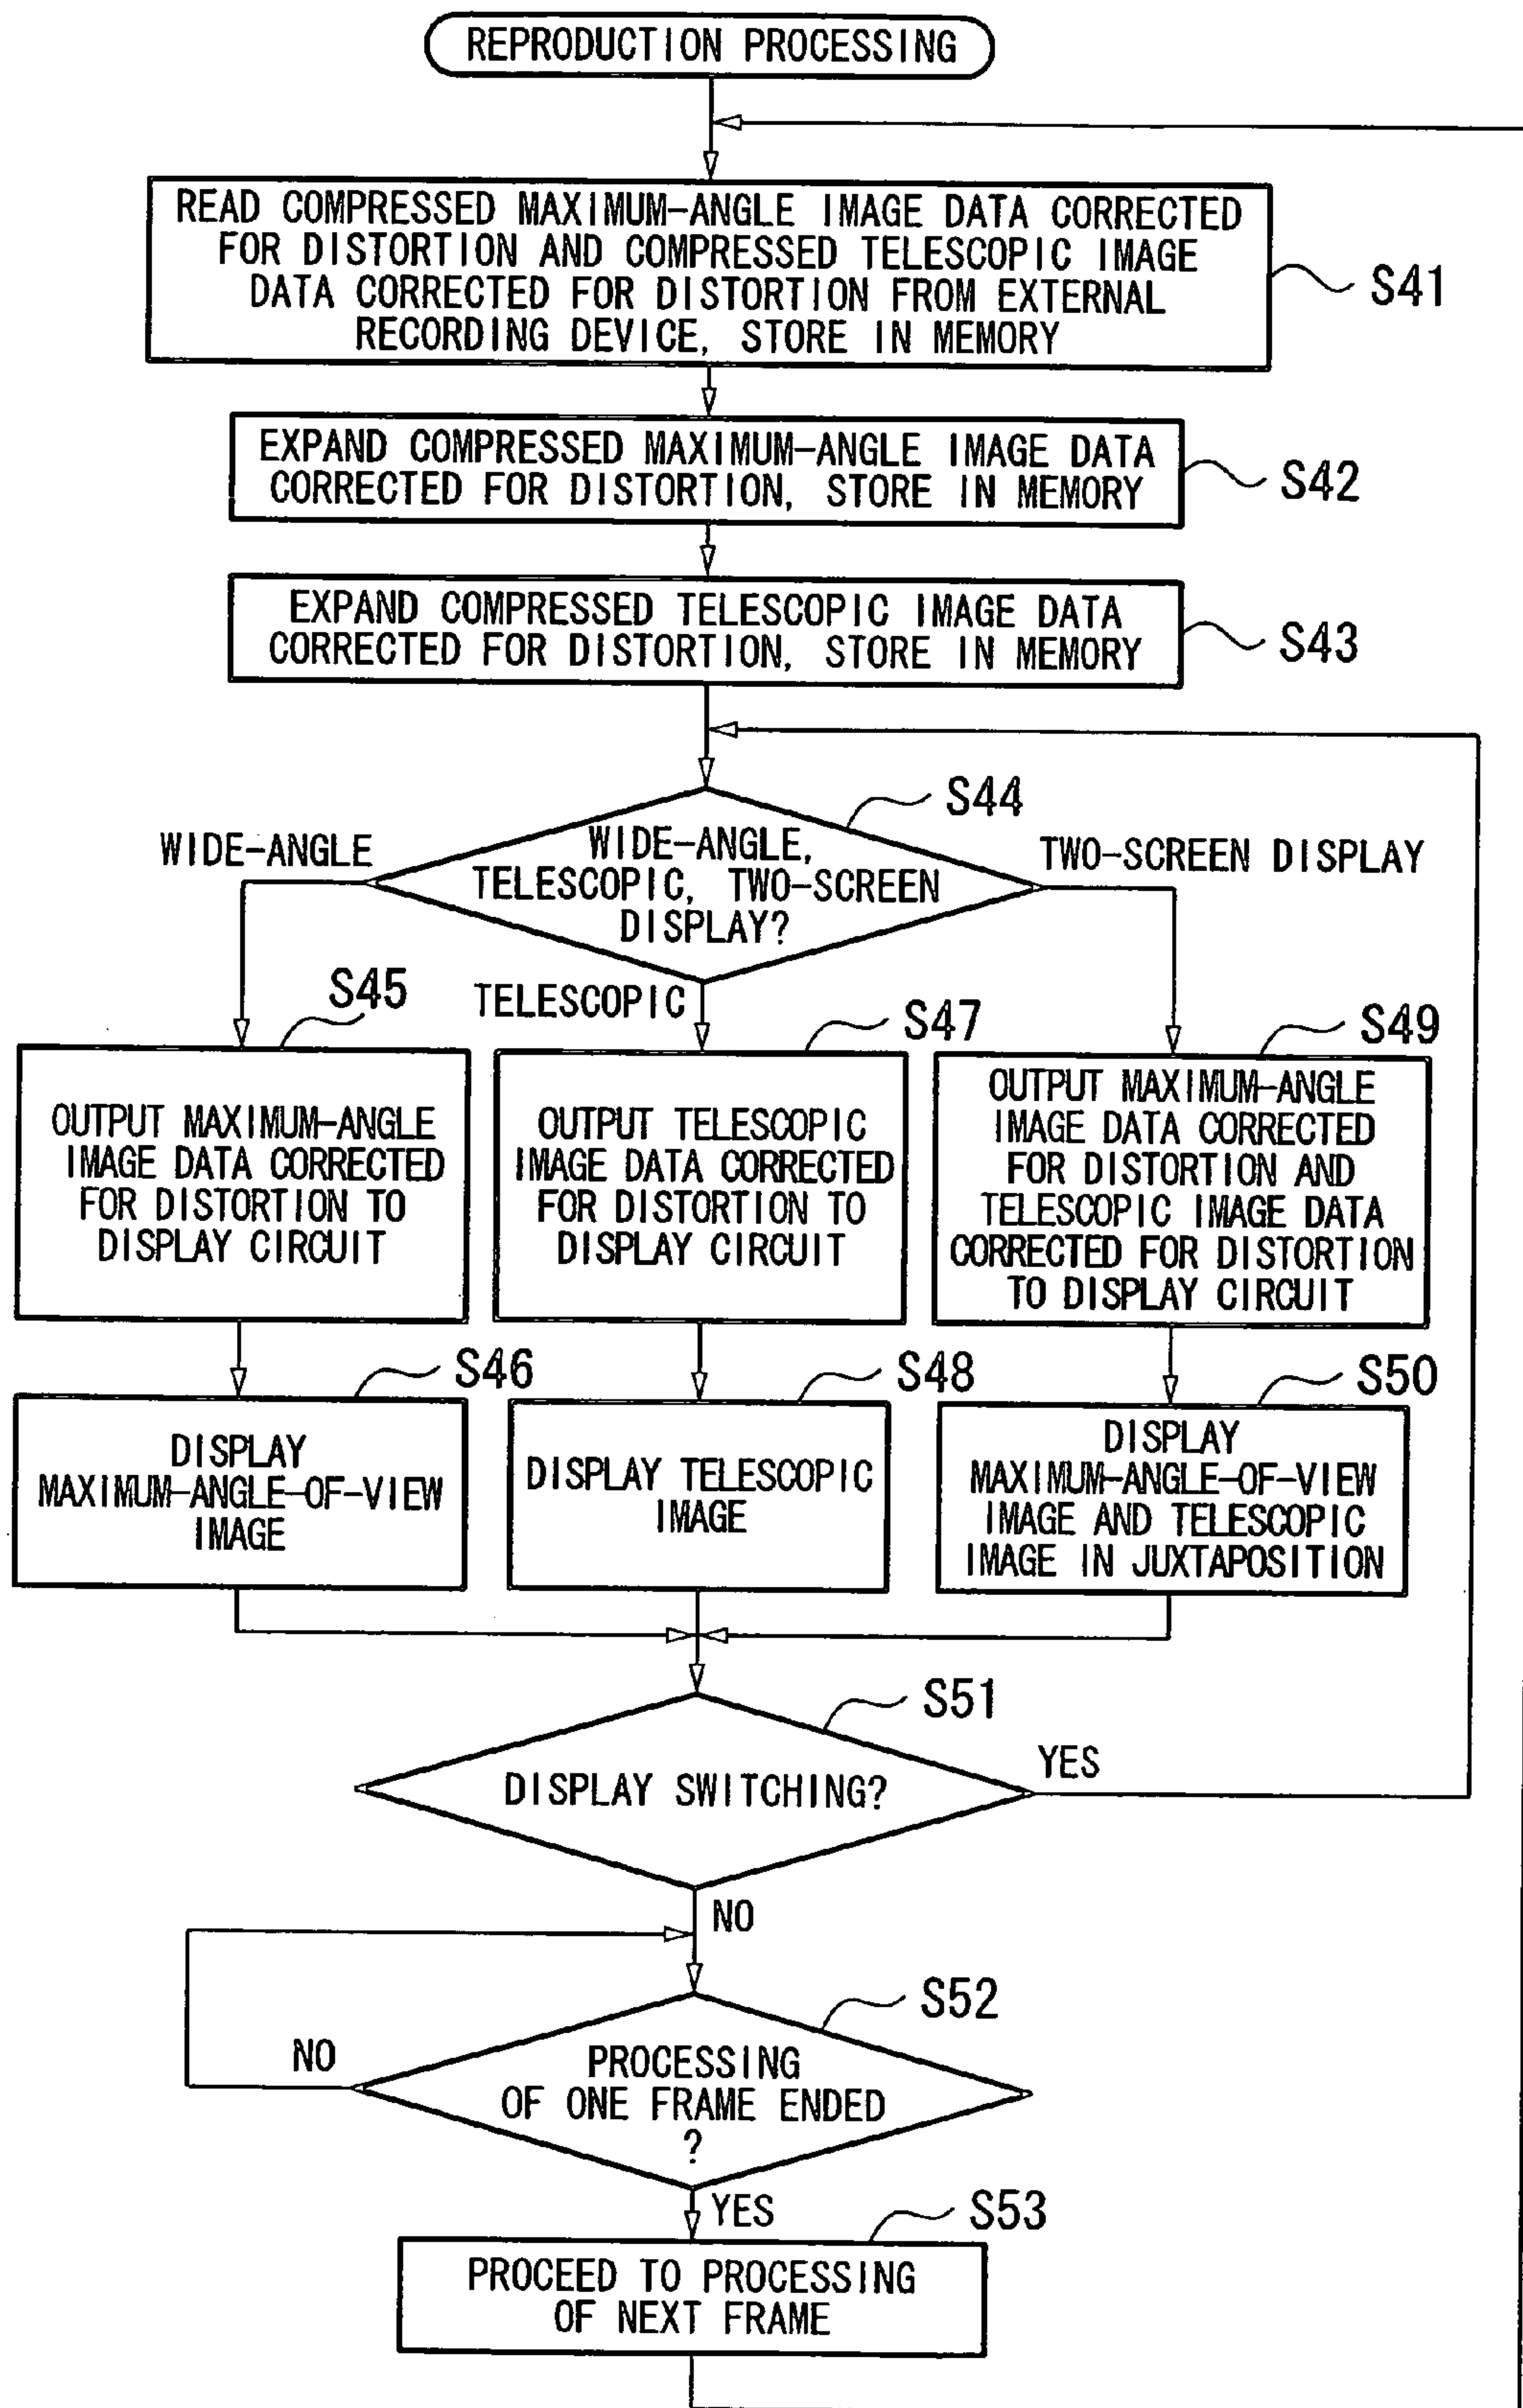 REPRODUCTION PROCESSING
READ COMPRESSED MAXIMUM-ANGLE IMAGE DATA CORRECTED
FOR DISTORTION AND COMPRESSED TELESCOPIC IMAGE
DATA CORRECTED FOR DISTORTION FROM EXTERNAL
RECORDING DEVICE, STORE IN MEMORY
S41
EXPAND COMPRESSED MAXIMUM-ANGLE IMAGE DATA
CORRECTED FOR DISTORTION, STORE IN MEMORY
S42
EXPAND COMPRESSED TELESCOPIC IMAGE DATA
CORRECTED FOR DISTORTION, STORE IN MEMORY
S43
S44
WIDE-ANGLE,
TELESCOPIC, TWO-SCREEN
DISPLAY?
WIDE-ANGLE
TELESCOPIC
TWO-SCREEN DISPLAY
S45
OUTPUT MAXIMUM-ANGLE
IMAGE DATA CORRECTED
FOR DISTORTION TO
DISPLAY CIRCUIT
S47
OUTPUT TELESCOPIC
IMAGE DATA CORRECTED
FOR DISTORTION TO
DISPLAY CIRCUIT
S49
OUTPUT MAXIMUM-ANGLE
IMAGE DATA CORRECTED
FOR DISTORTION AND
TELESCOPIC IMAGE DATA
CORRECTED FOR DISTORTION
TO DISPLAY CIRCUIT
S46
DISPLAY
MAXIMUM-ANGLE-OF-VIEW
IMAGE
S48
DISPLAY TELESCOPIC
IMAGE
S50
DISPLAY
MAXIMUM-ANGLE-OF-VIEW
IMAGE AND TELESCOPIC
IMAGE IN JUXTAPOSITION
S51
DISPLAY SWITCHING?
YES
NO
S52
PROCESSING
OF ONE FRAME ENDED
?
NO
YES
S53
PROCEED TO PROCESSING
OF NEXT FRAME